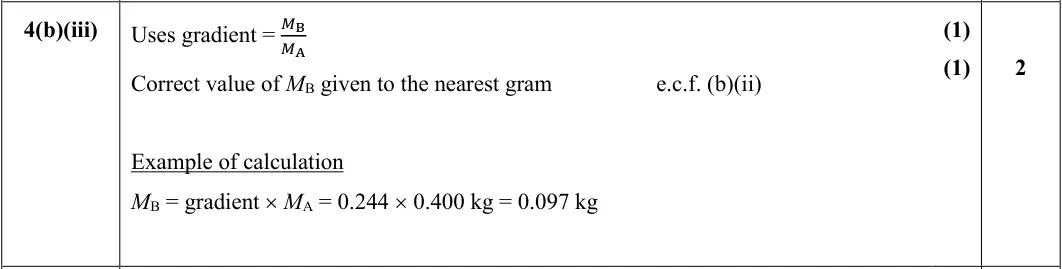 4(b)(iii) Uses gradient = M_B/M_A (1)
Correct value of M_B given to the nearest gram e.c.f. (b)(ii) (1) 2
Example of calculation
M_B = gradient × M_A = 0.244 × 0.400 kg = 0.097 kg